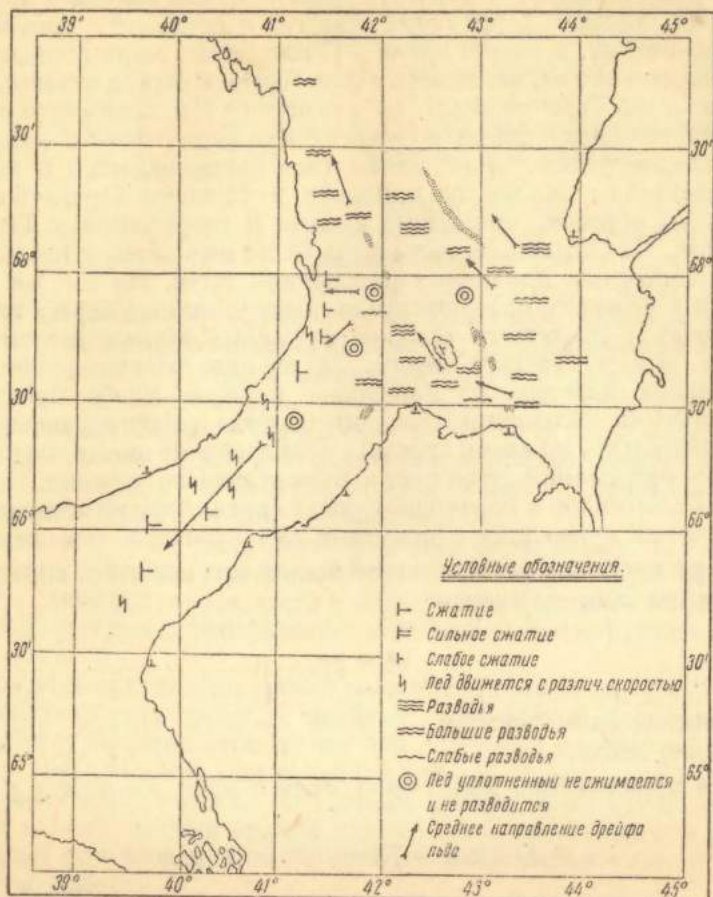 39° 40° 41° 42° 43° 44° 45°
30' 30'
68° 68°
30' 30'
66° 66°
Условные обозначения.
Сжатие
Сильное сжатие
Слабое сжатие
Лед движется с различ. скоростью
Разводья
Большие разводья
Слабые разводья
Лед уплотненный не сжимается
и не разводится
Среднее направление дрейфа
льда
30' 30'
65° 65°
39° 40° 41° 42° 43° 44° 45°